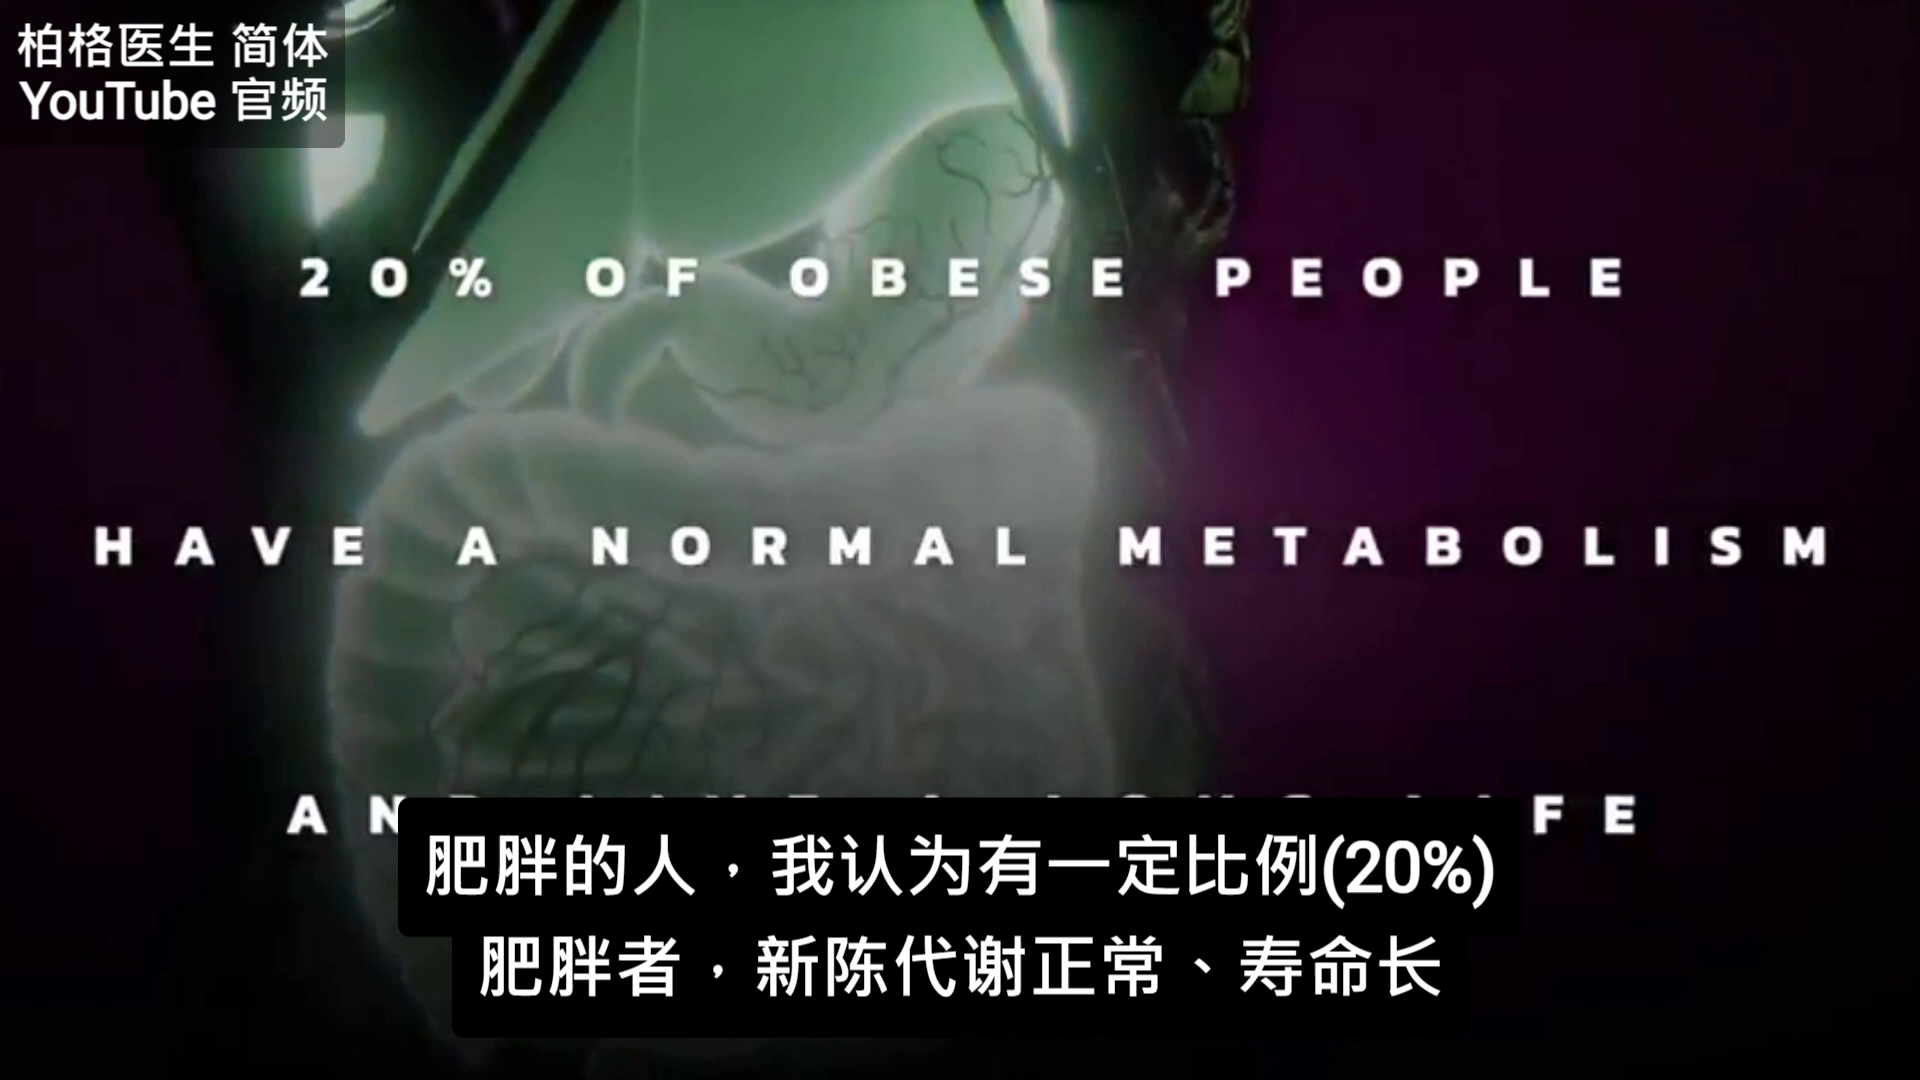 柏格医生 简体
YouTube 官频
20% OF OBESE PEOPLE
HAVE A NORMAL METABOLISM
AN
FE
肥胖的人，我认为有一定比例(20%)
肥胖者，新陈代谢正常、寿命长